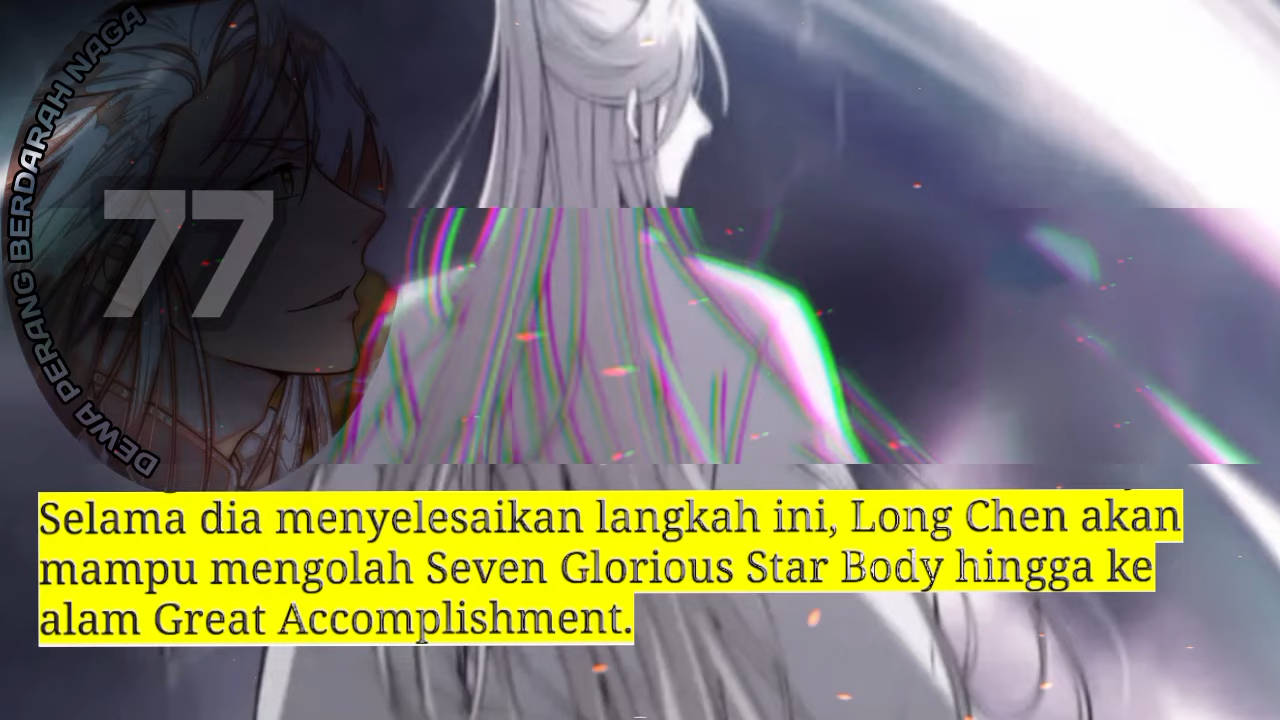 DEWA PERANG BERDARAH NAGA
77
Selama dia menyelesaikan langkah ini, Long Chen akan
mampu mengolah Seven Glorious Star Body hingga ke
alam Great Accomplishment.